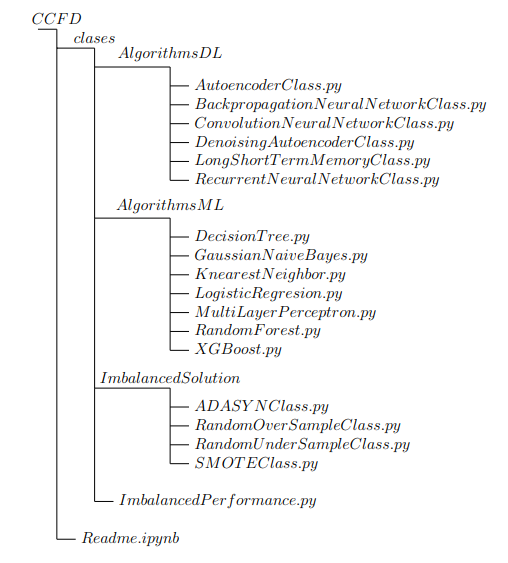 CCFD
clases
AlgorithmsDL
AutoencoderClass.py
BackpropagationNeuralNetworkClass.py
ConvolutionNeuralNetworkClass.py
DenoisingAutoencoderClass.py
LongShortTermMemoryClass.py
RecurrentNeuralNetworkClass.py
AlgorithmsML
DecisionTree.py
GaussianNaiveBayes.py
KnearestNeighbor.py
LogisticRegresion.py
MultiLayerPerceptron.py
RandomForest.py
XGBoost.py
ImbalancedSolution
ADASYNClass.py
RandomOverSampleClass.py
RandomUnderSampleClass.py
SMOTEClass.py
ImbalancedPerformance.py
Readme.ipynb